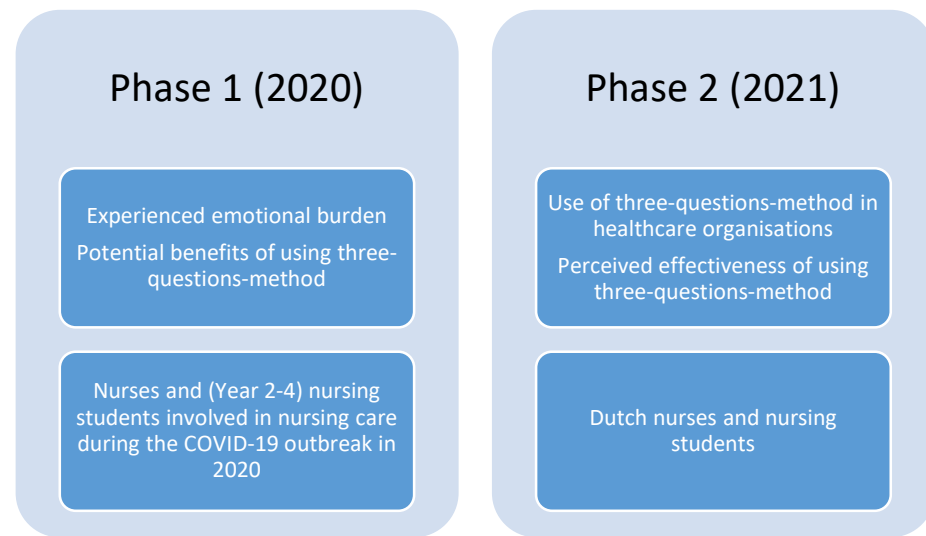 Phase 1 (2020)
Experienced emotional burden
Potential benefits of using three-
questions-method
Nurses and (Year 2-4) nursing
students involved in nursing care
during the COVID-19 outbreak in
2020
Phase 2 (2021)
Use of three-questions-method in
healthcare organisations
Perceived effectiveness of using
three-questions-method
Dutch nurses and nursing
students